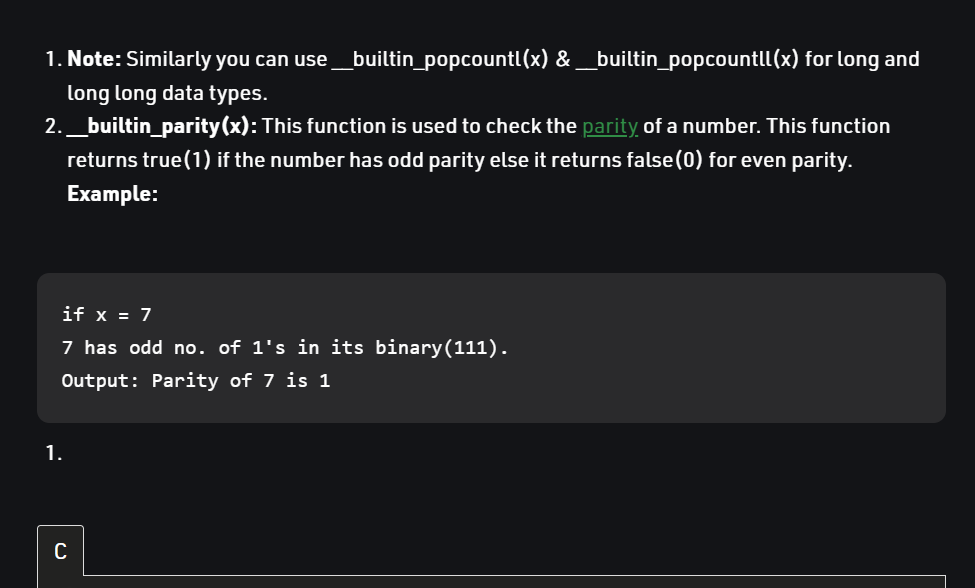 1. Note: Similarly you can use __builtin_popcountl(x) & __builtin_popcountll(x) for long and
long long data types.
2. __builtin_parity(x): This function is used to check the parity of a number. This function
returns true(1) if the number has odd parity else it returns false(0) for even parity.
Example:
if x = 7
7 has odd no. of 1's in its binary(111).
Output: Parity of 7 is 1
1.
C